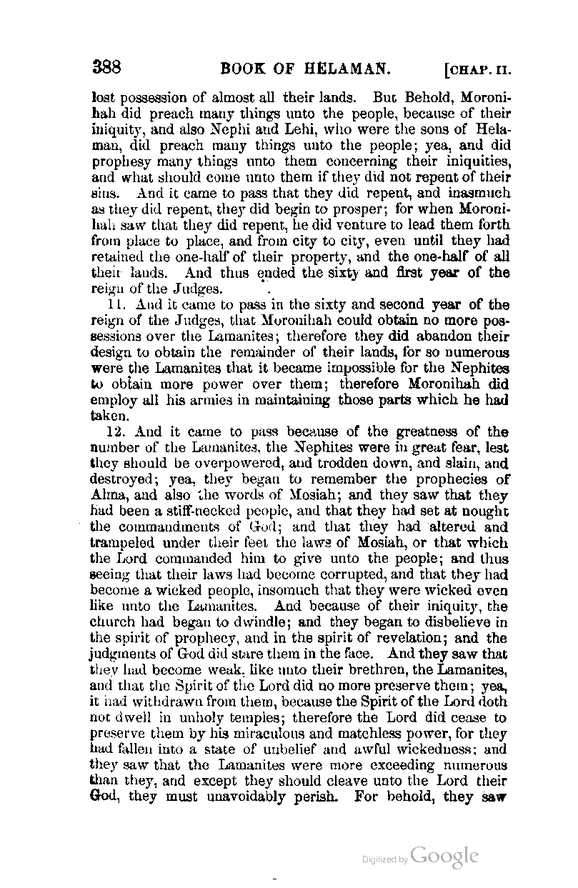 388 BOOK OF HELAMAN. [CHAP. II.
lost possession of almost all their lands. But Behold, Moroni-
hah did preach many things unto the people, because of their
iniquity, and also Nephi and Lehi, who were the sons of Hela-
man, did preach many things unto the people; yea, and did
prophesy many things unto them concerning their iniquities,
and what should come unto them if they did not repent of their
sins. And it came to pass that they did repent, and inasmuch
as they did repent, they did begin to prosper; for when Moroni-
hah saw that they did repent, he did venture to lead them forth
from place to place, and from city to city, even until they had
retained the one-half of their property, and the one-half of all
their lands. And thus ended the sixty and first year of the
reign of the Judges.
11. And it came to pass in the sixty and second year of the
reign of the Judges, that Moronihah could obtain no more pos-
sessions over the Lamanites; therefore they did abandon their
design to obtain the remainder of their lands, for so numerous
were the Lamanites that it became impossible for the Nephites
to obtain more power over them; therefore Moronihah did
employ all his armies in maintaining those parts which he had
taken.
12. And it came to pass because of the greatness of the
number of the Lamanites, the Nephites were in great fear, lest
they should be overpowered, and trodden down, and slain, and
destroyed; yea, they began to remember the prophecies of
Alma, and also the words of Mosiah; and they saw that they
had been a stiff-necked people, and that they had set at nought
the commandments of God; and that they had altered and
trampeled under their feet the laws of Mosiah, or that which
the Lord commanded him to give unto the people; and thus
seeing that their laws had become corrupted, and that they had
become a wicked people, insomuch that they were wicked even
like unto the Lamanites. And because of their iniquity, the
church had began to dwindle; and they began to disbelieve in
the spirit of prophecy, and in the spirit of revelation; and the
judgments of God did stare them in the face. And they saw that
they had become weak, like unto their brethren, the Lamanites,
and that the Spirit of the Lord did no more preserve them; yea,
it had withdrawn from them, because the Spirit of the Lord doth
not dwell in unholy temples; therefore the Lord did cease to
preserve them by his miraculous and matchless power, for they
had fallen into a state of unbelief and awful wickedness; and
they saw that the Lamanites were more exceeding numerous
than they, and except they should cleave unto the Lord their
God, they must unavoidably perish. For behold, they saw
Digitized by Google